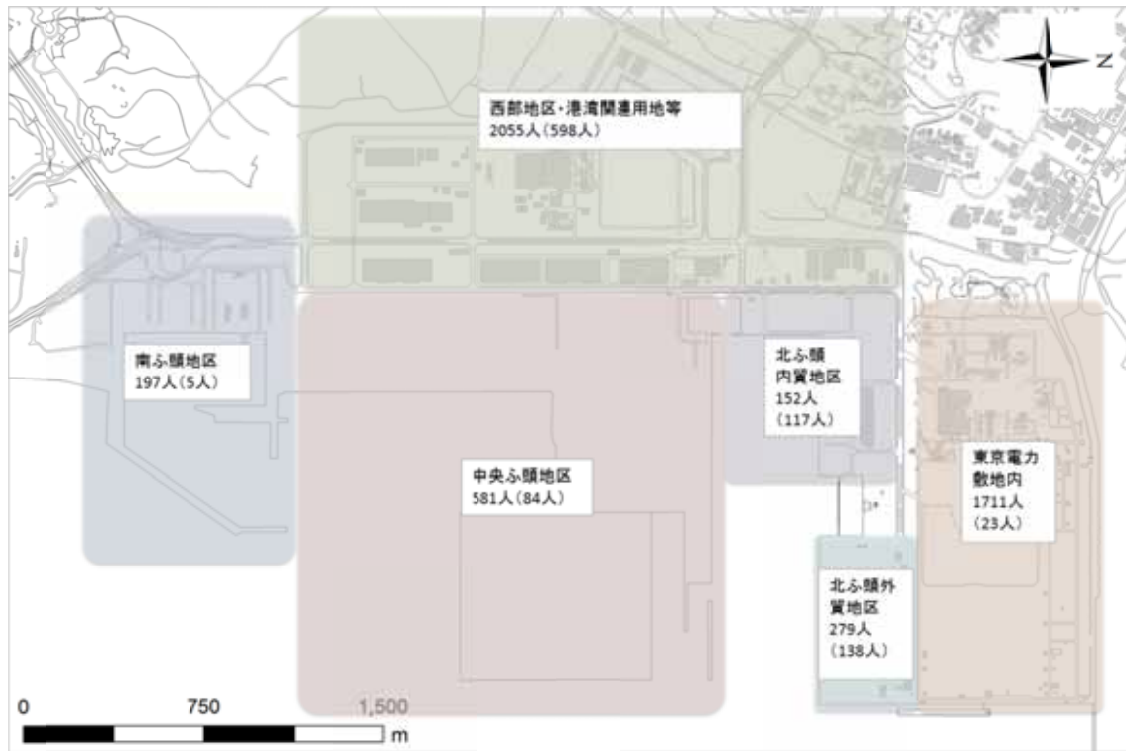 N
西部地区・港湾関連用地等
2055人(598人)
南ふ頭地区
197人(5人)
北ふ頭
内貿地区
152人
(117人)
中央ふ頭地区
581人(84人)
東京電力
敷地内
1711人
(23人)
北ふ頭外
貿地区
279人
(138人)
0 750 1,500
m